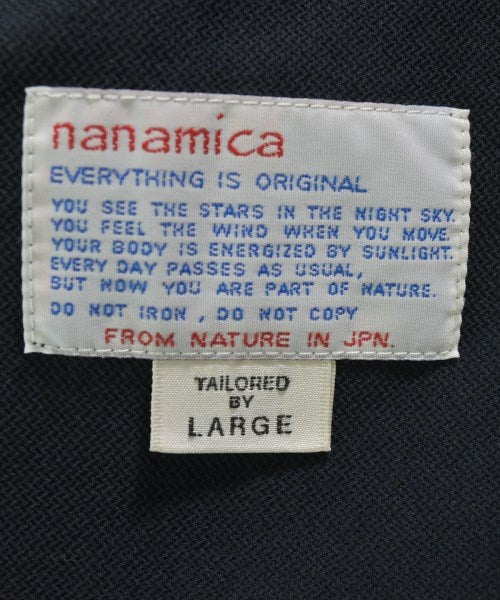 nanamica
EVERYTHING IS ORIGINAL
YOU SEE THE STARS IN THE NIGHT SKY.
YOU FEEL THE WIND WHEN YOU MOVE.
YOUR BODY IS ENERGIZED BY SUNLIGHT.
EVERY DAY PASSES AS USUAL,
BUT NOW YOU ARE PART OF NATURE.
DO NOT IRON , DO NOT COPY
FROM NATURE IN JPN.
TAILORED
BY
LARGE